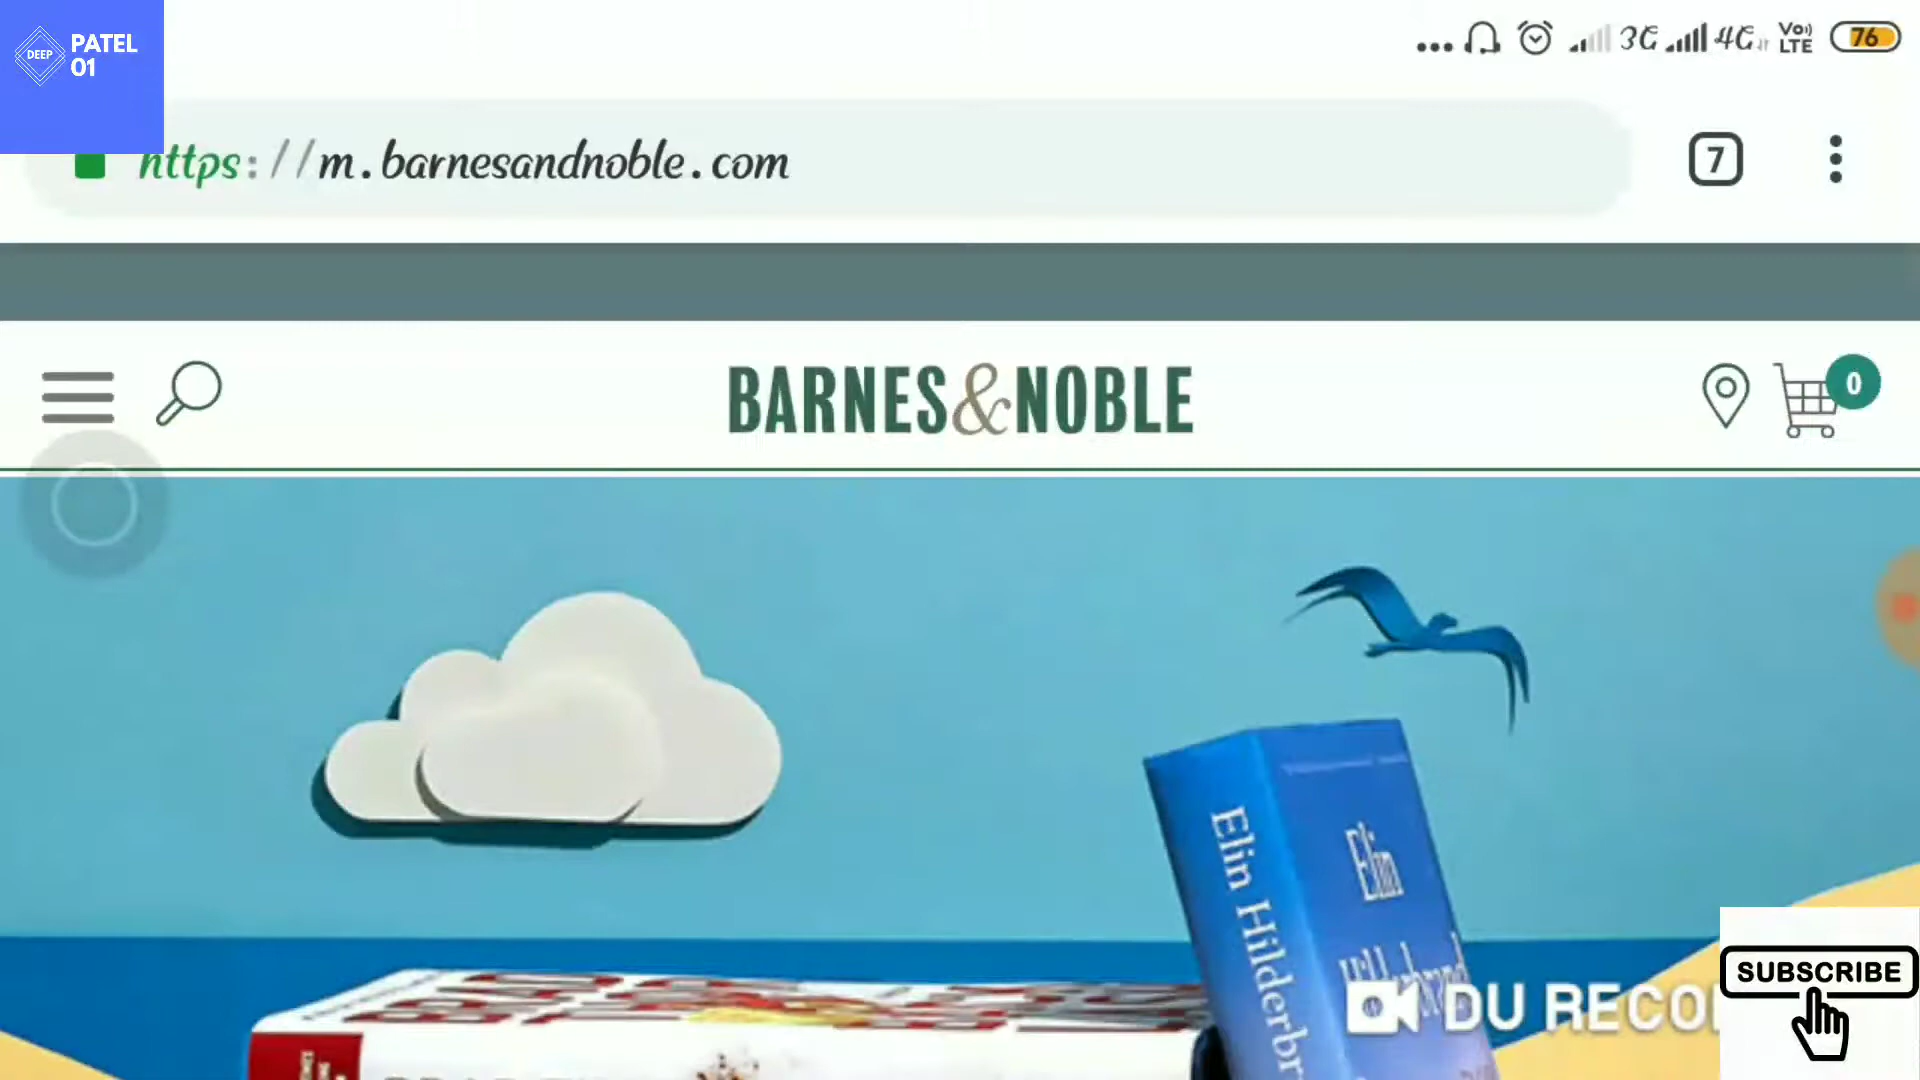 DEEP
PATEL
01
3G
4G
Vo))
LTE
76
https://m.barnesandnoble.com
7
BARNES&NOBLE
0
Elin Hilderbr
Elin
Hilderbrand
DU RECO
SUBSCRIBE